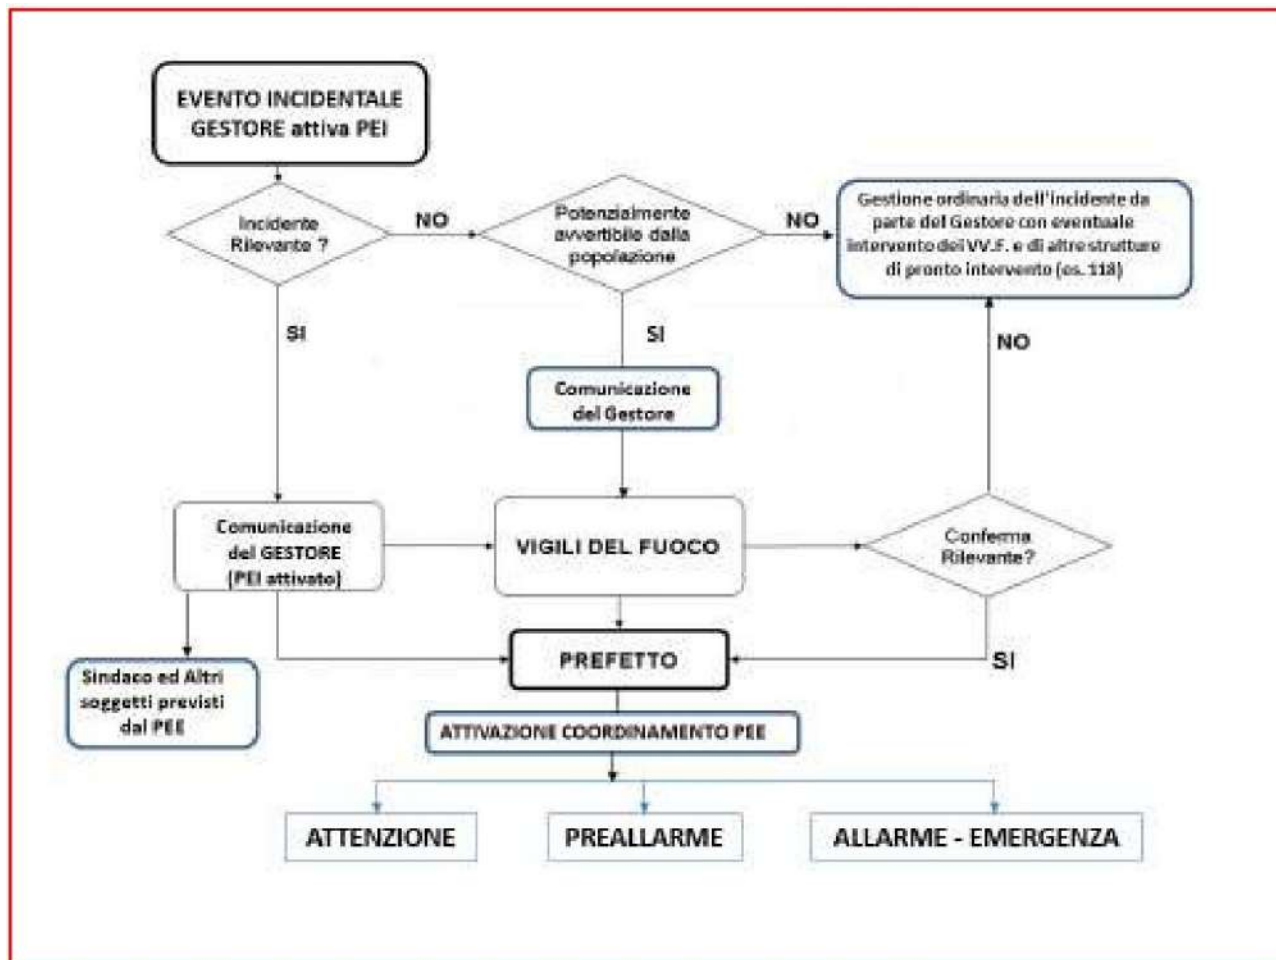 EVENTO INCIDENTALE
GESTORE attiva PEI
Incidente
Rilevante ?
NO
Potenzialmente
avvertibile dalla
popolazione
NO
Gestione ordinaria dell'incidente da
parte del Gestore con eventuale
intervento dei VV.F. e di altre strutture
di pronto intervento (es. 118)
SI
SI
NO
Comunicazione
del Gestore
Comunicazione
del GESTORE
(PEI attivato)
VIGILI DEL FUOCO
Conferma
Rilevante?
SI
PREFETTO
Sindaco ed Altri
soggetti previsti
dal PEE
ATTIVAZIONE COORDINAMENTO PEE
ATTENZIONE
PREALLARME
ALLARME - EMERGENZA